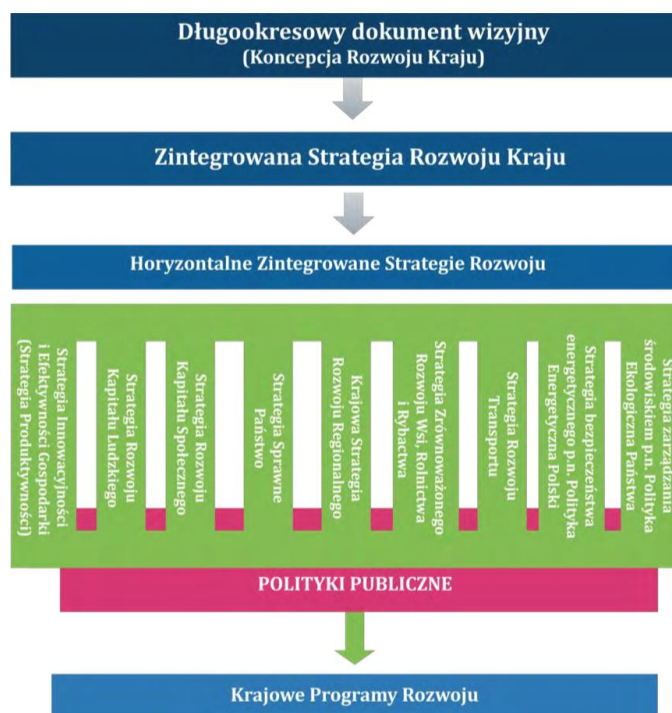 Długookresowy dokument wizyjny
(Koncepcja Rozwoju Kraju)
Zintegrowana Strategia Rozwoju Kraju
Horyzontalne Zintegrowane Strategie Rozwoju
Strategia Innowacyjności
i Efektywności Gospodarki
(Strategia Produktywności)
Strategia Rozwoju
Kapitału Ludzkiego
Strategia Rozwoju
Kapitału Społecznego
Strategia Sprawne
Państwo
Krajowa Strategia
Rozwoju Regionalnego
Strategia Zrównoważonego
Rozwoju Wsi, Rolnictwa
i Rybactwa
Strategia Rozwoju
Transportu
Strategia bezpieczeństwa
energetycznego p.n. Polityka
Energetyczna Polski
Strategia zarządzania
środowiskiem p.n. Polityka
Ekologiczna Państwa
POLITYKI PUBLICZNE
Krajowe Programy Rozwoju